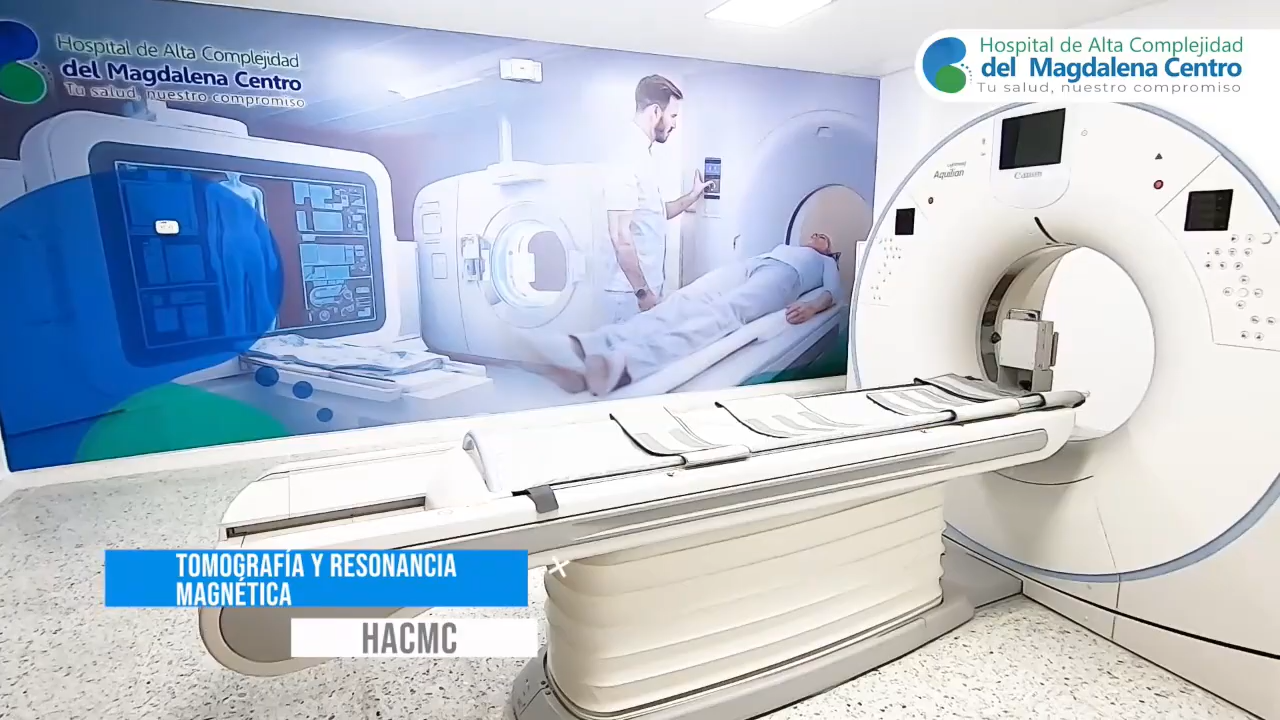 Hospital de Alta Complejidad
del Magdalena Centro
Tu salud, nuestro compromiso
Hospital de Alta Complejidad
del Magdalena Centro
Tu salud, nuestro compromiso
Aquilion
Canon
TOMOGRAFÍA Y RESONANCIA
MAGNÉTICA
HACMC